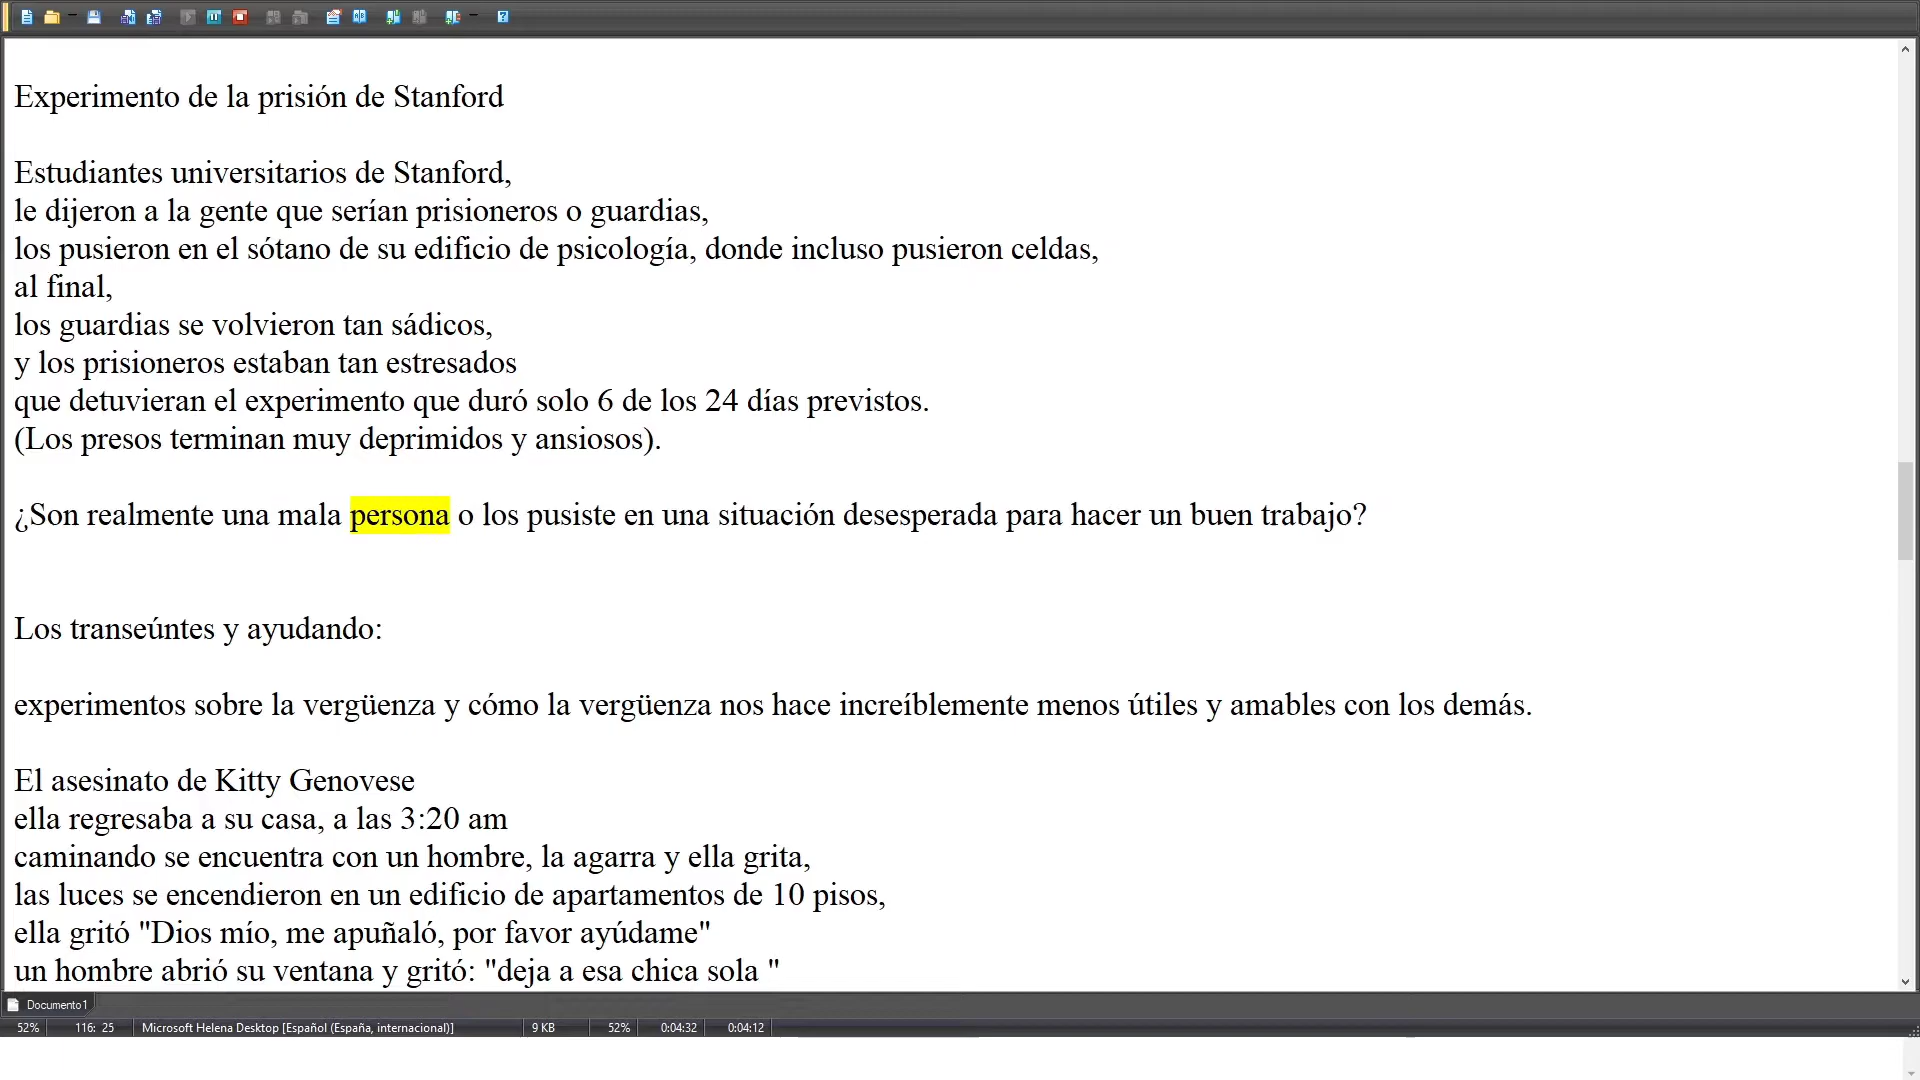 Experimento de la prisión de Stanford
Estudiantes universitarios de Stanford,
le dijeron a la gente que serían prisioneros o guardias,
los pusieron en el sótano de su edificio de psicología, donde incluso pusieron celdas,
al final,
los guardias se volvieron tan sádicos,
y los prisioneros estaban tan estresados
que detuvieran el experimento que duró solo 6 de los 24 días previstos.
(Los presos terminan muy deprimidos y ansiosos).
¿Son realmente una mala persona o los pusiste en una situación desesperada para hacer un buen trabajo?
Los transeúntes y ayudando:
experimentos sobre la vergüenza y cómo la vergüenza nos hace increíblemente menos útiles y amables con los demás.
El asesinato de Kitty Genovese
ella regresaba a su casa, a las 3:20 am
caminando se encuentra con un hombre, la agarra y ella grita,
las luces se encendieron en un edificio de apartamentos de 10 pisos,
ella gritó "Dios mío, me apuñaló, por favor ayúdame"
un hombre abrió su ventana y gritó: "deja a esa chica sola "
Documento1
52% 116: 25 Microsoft Helena Desktop [Español (España, internacional)] 9 KB 52% 0:04:32 0:04:12